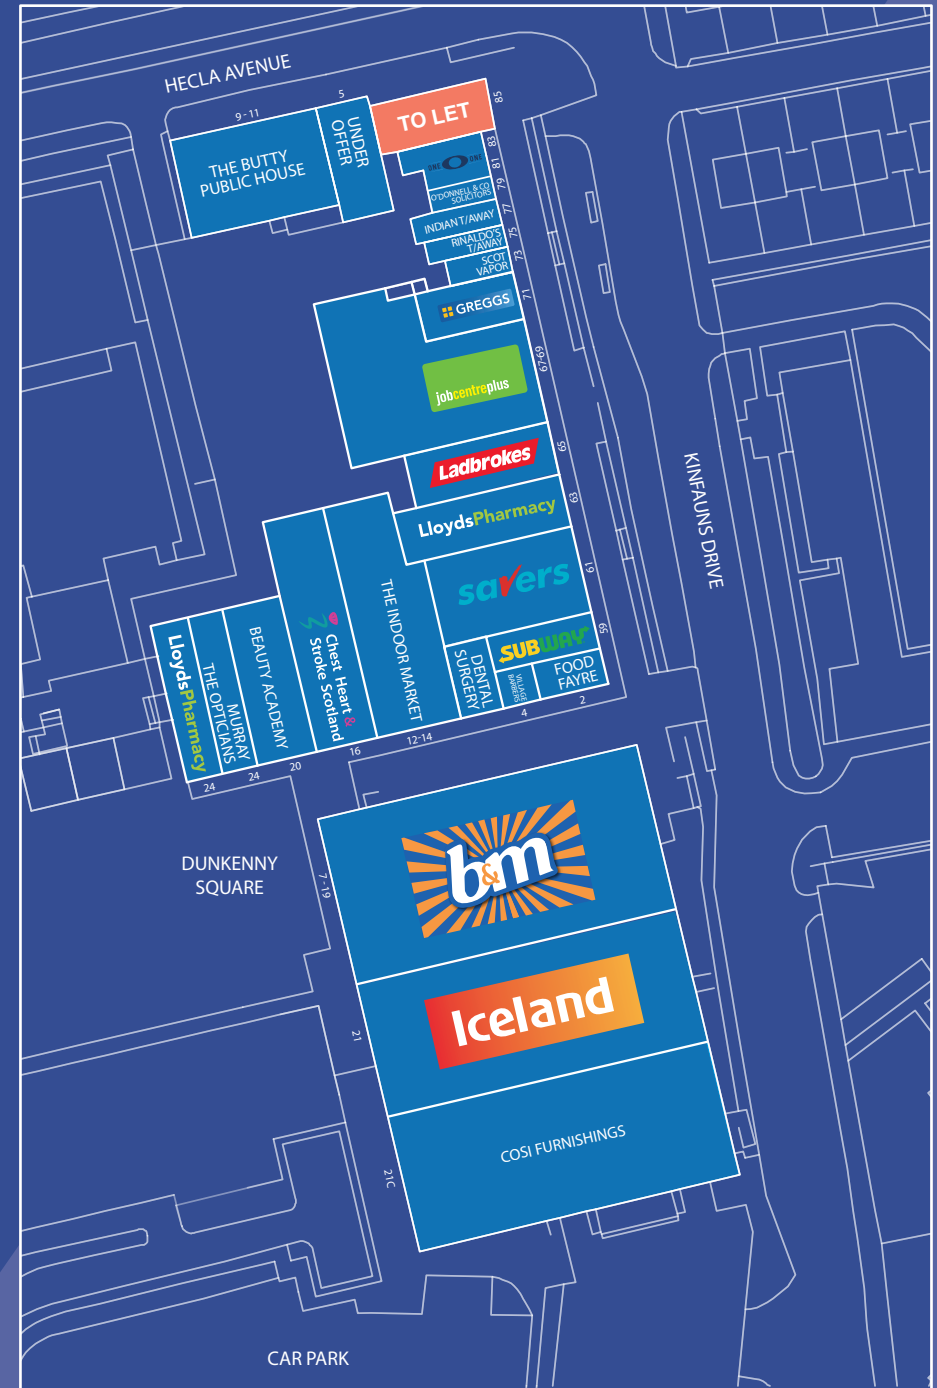 HECLA AVENUE
9 - 11
5
85
THE BUTTY
PUBLIC HOUSE
UNDER
OFFER
TO LET
83
ONE O ONE
81
O'DONNELL & CO
SOLICITORS
79
INDIAN T/AWAY
77
RINALDO'S
T/AWAY
75
SCOT
VAPOR
73
GREGGS
71
jobcentreplus
67-69
Ladbrokes
65
LloydsPharmacy
63
savers
61
KINFAUNS DRIVE
SUBWAY
59
FOOD
FAYRE
2
VILLAGE
BARBERS
4
DENTAL
SURGERY
THE INDOOR MARKET
12-14
Chest Heart &
Stroke Scotland
16
BEAUTY ACADEMY
20
MURRAY
THE OPTICIANS
24
LloydsPharmacy
24
DUNKENNY
SQUARE
7 - 19
b&m
21
Iceland
21C
COSI FURNISHINGS
CAR PARK